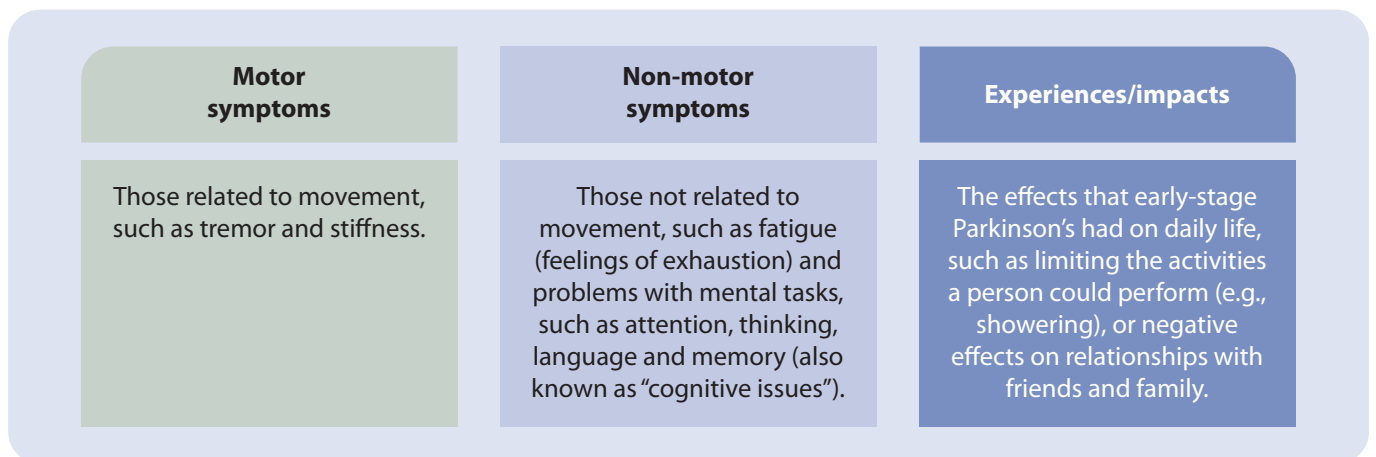 Motor
symptoms
Those related to movement,
such as tremor and stiffness.
Non-motor
symptoms
Those not related to
movement, such as fatigue
(feelings of exhaustion) and
problems with mental tasks,
such as attention, thinking,
language and memory (also
known as “cognitive issues”).
Experiences/impacts
The effects that early-stage
Parkinson’s had on daily life,
such as limiting the activities
a person could perform (e.g.,
showering), or negative
effects on relationships with
friends and family.